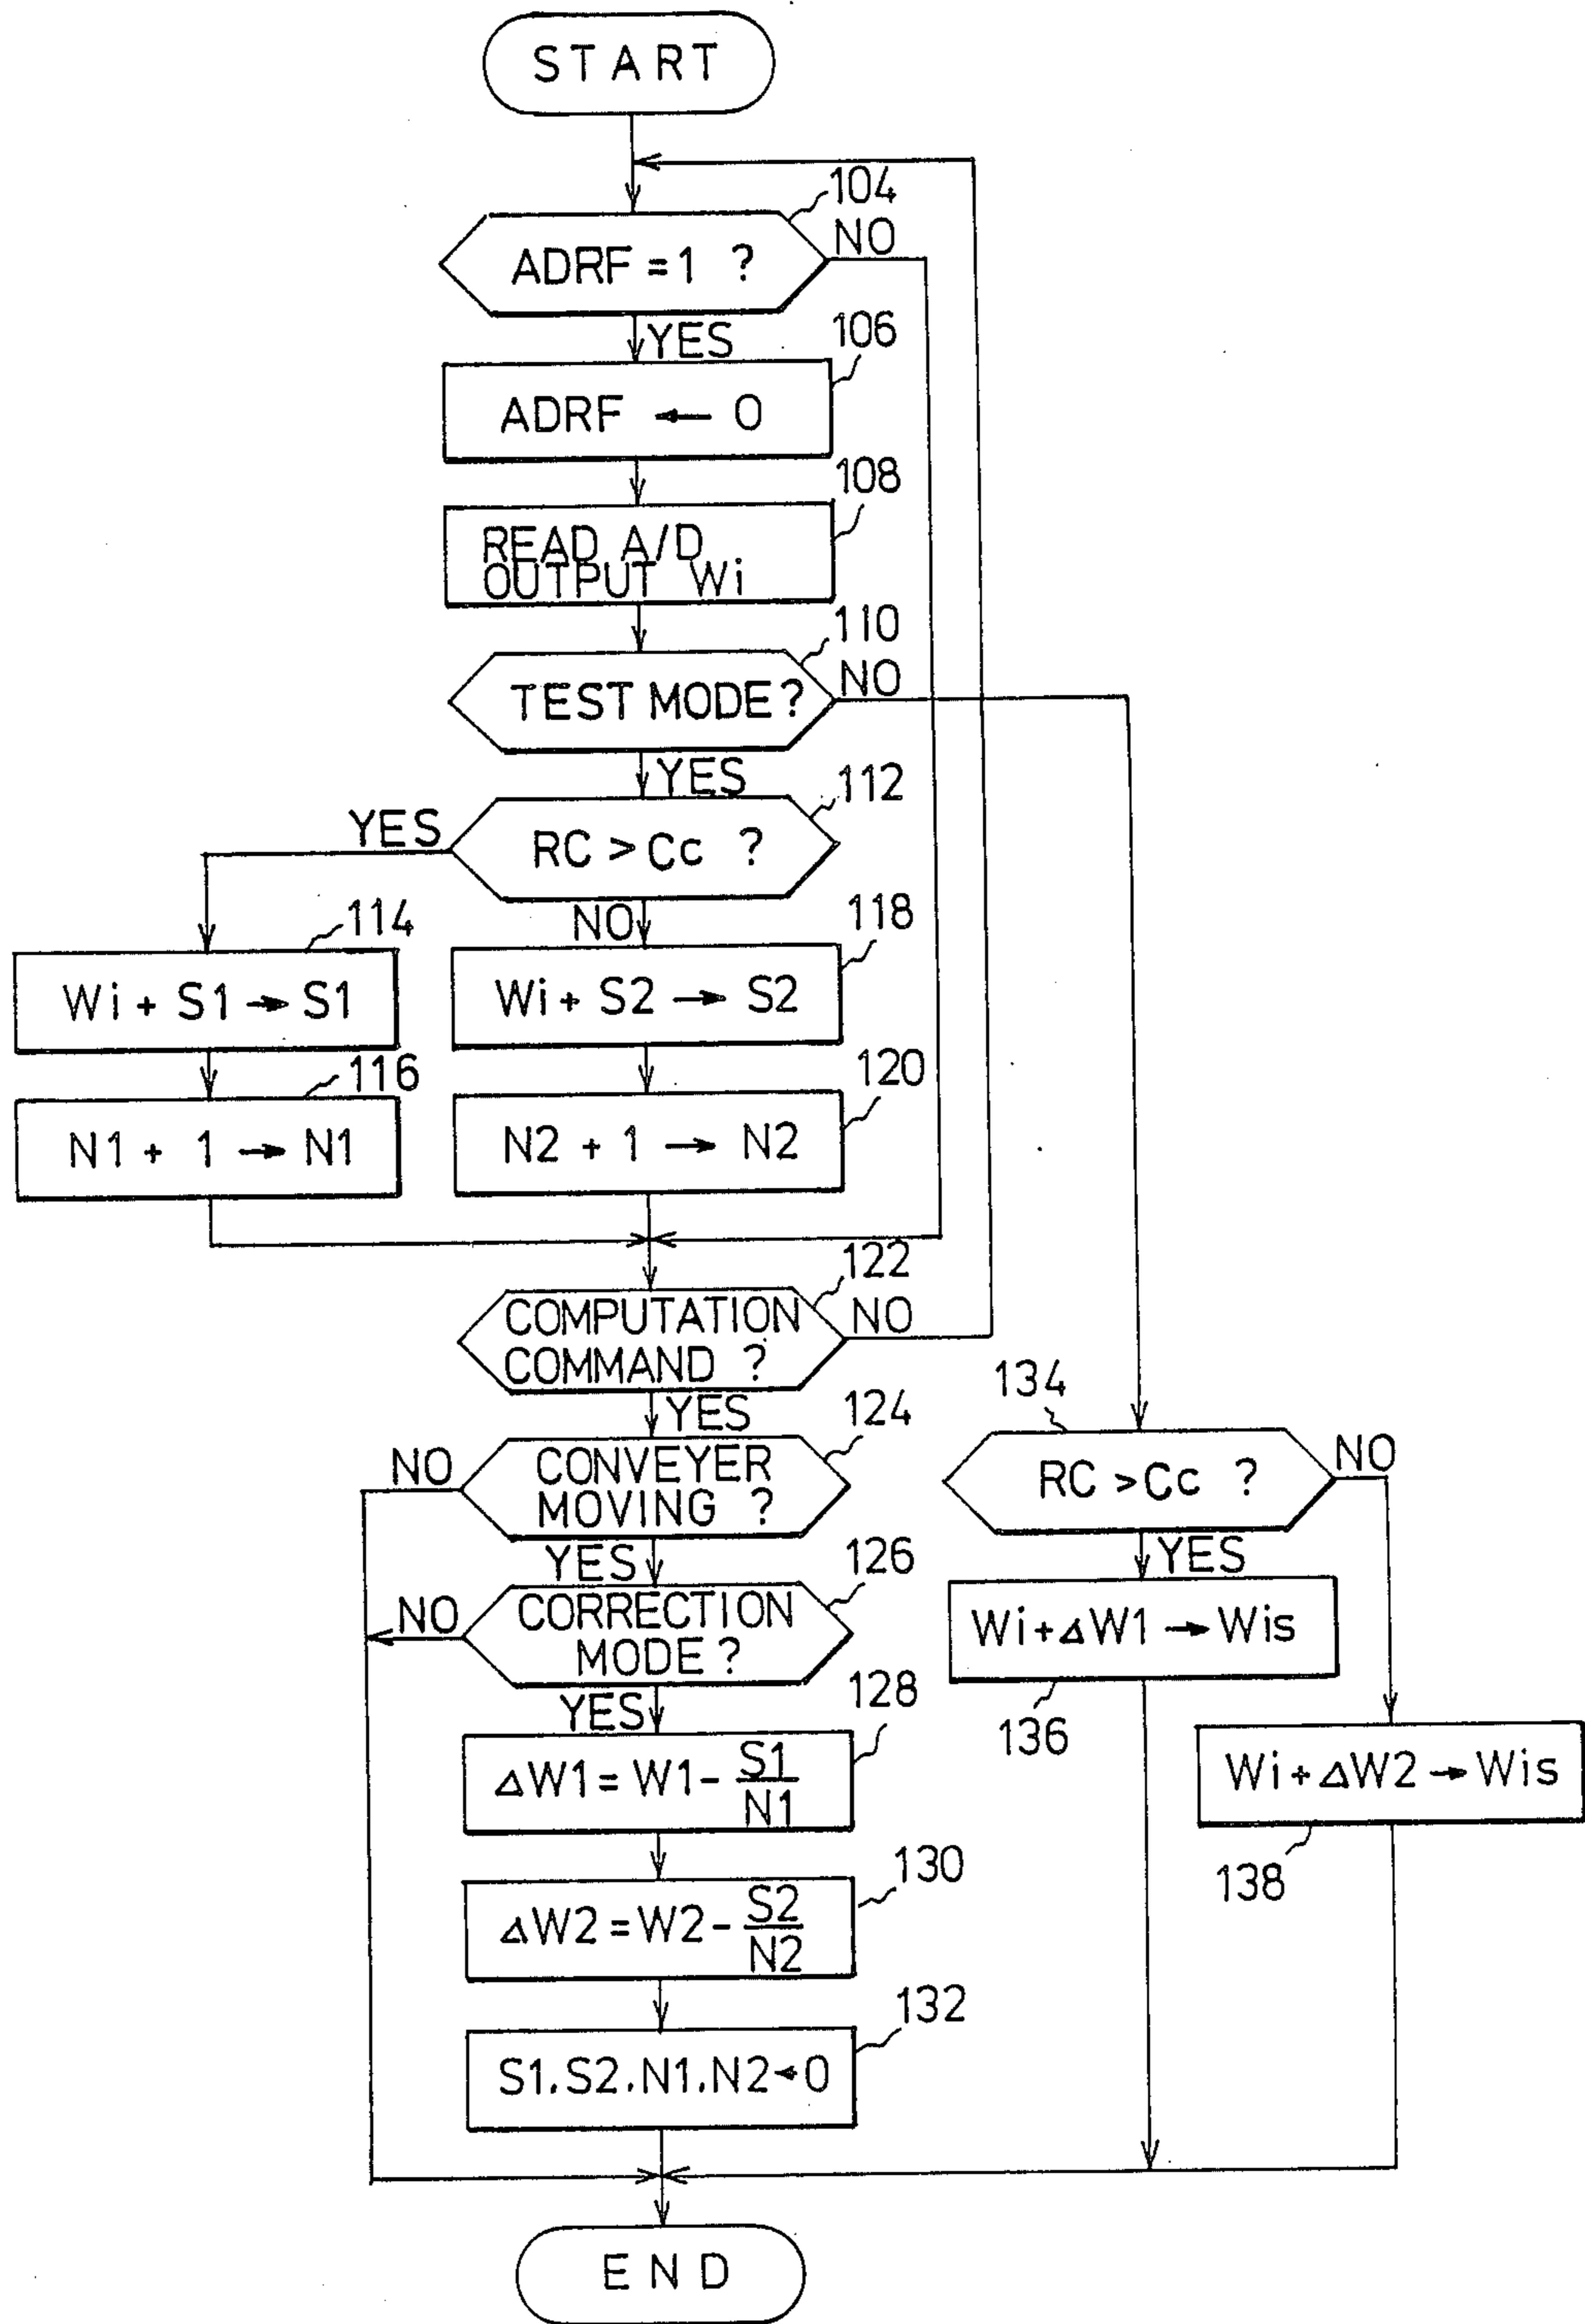 START
104
NO
ADRF = 1 ?
YES
106
ADRF ← 0
108
READ A/D
OUTPUT Wi
110
NO
TEST MODE?
YES
112
YES
RC > Cc ?
NO
114
118
Wi + S1 → S1
Wi + S2 → S2
116
120
N1 + 1 → N1
N2 + 1 → N2
122
COMPUTATION
COMMAND ?
NO
YES
124
NO
CONVEYER
MOVING ?
134
NO
RC > Cc ?
YES
YES
126
NO
CORRECTION
MODE ?
Wi + ΔW1 → Wis
136
YES
128
ΔW1 = W1 - S1/N1
Wi + ΔW2 → Wis
138
130
ΔW2 = W2 - S2/N2
132
S1.S2.N1.N2 ← 0
END